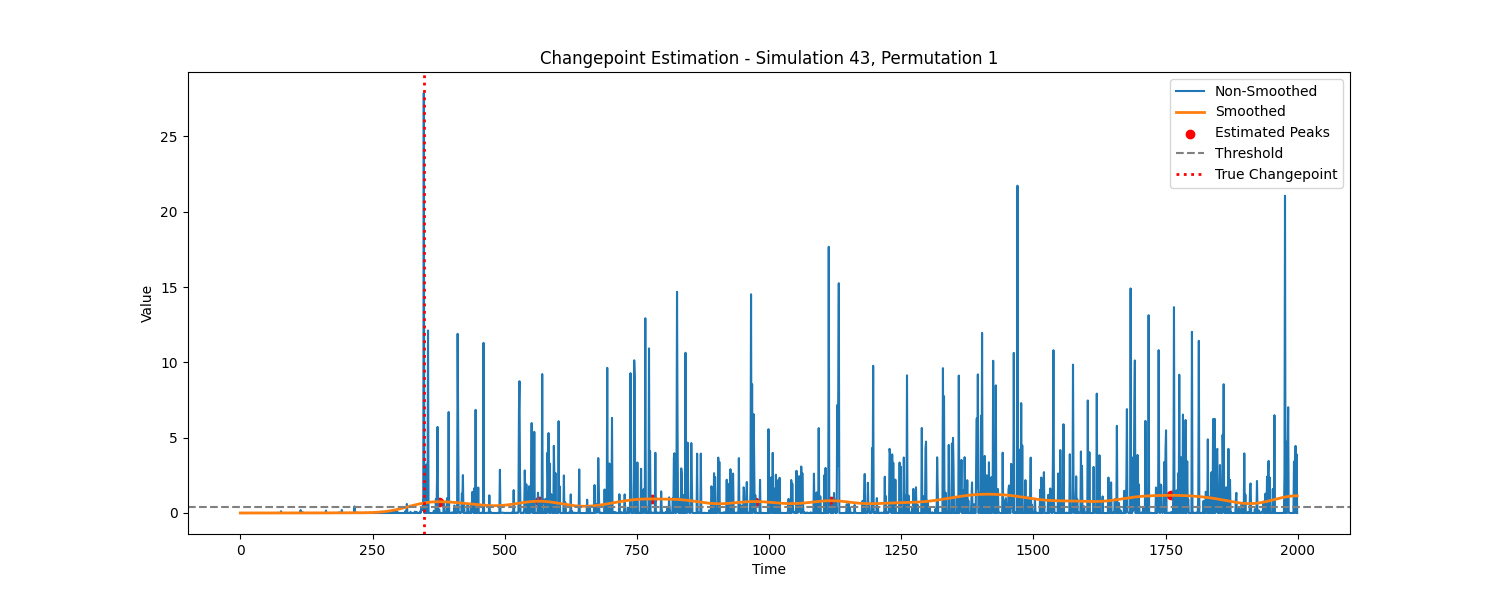 Changepoint Estimation - Simulation 43, Permutation 1
Non-Smoothed
Smoothed
Estimated Peaks
Threshold
True Changepoint
Value
25
20
15
10
5
0
0
250
500
750
1000
1250
1500
1750
2000
Time